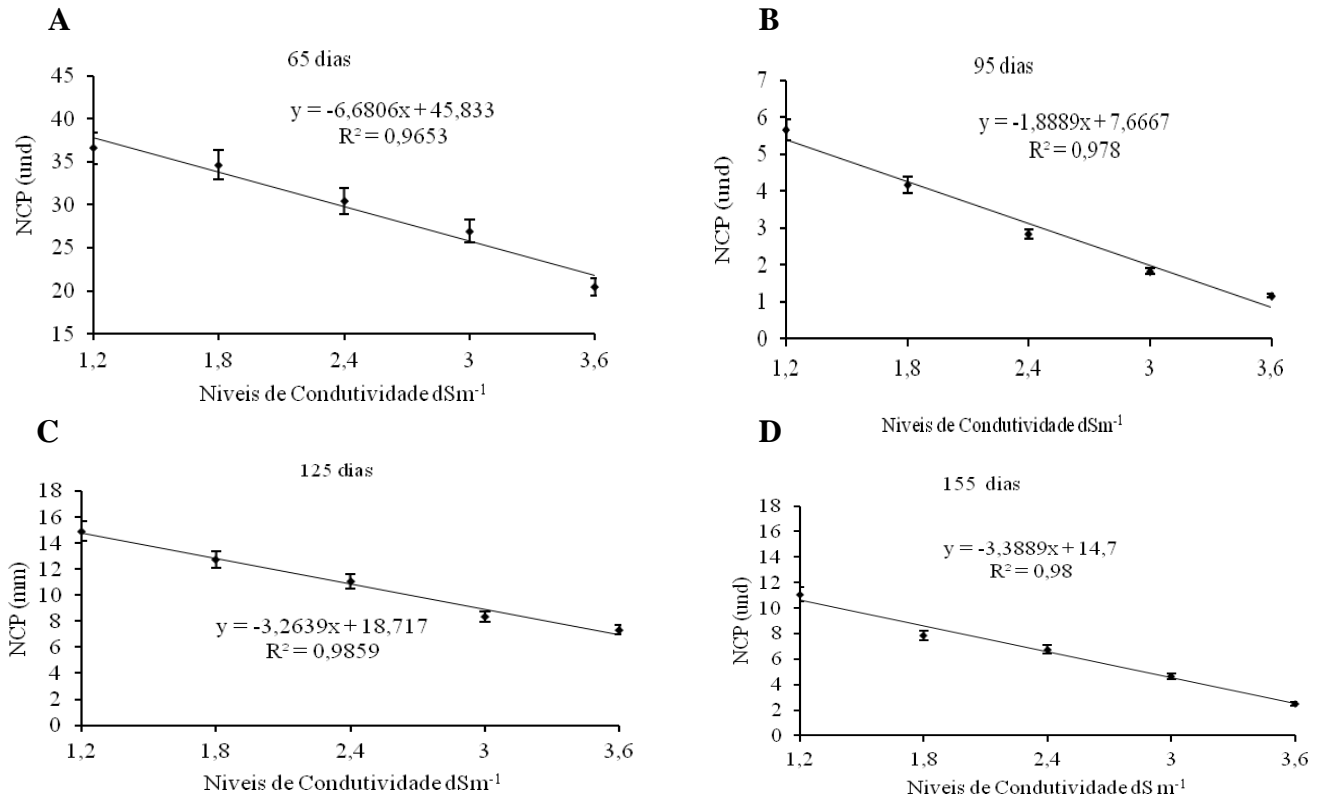 A
65 dias
y = -6,6806x + 45,833
R² = 0,9653
NCP (und)
45
40
35
30
25
20
15
1,2 1,8 2,4 3 3,6
Niveis de Condutividade dSm⁻¹
B
95 dias
y = -1,8889x + 7,6667
R² = 0,978
NCP (und)
7
6
5
4
3
2
1
0
1,2 1,8 2,4 3 3,6
Niveis de Condutividade dSm⁻¹
C
125 dias
NCP (mm)
18
16
14
12
10
8
6
4
2
0
y = -3,2639x + 18,717
R² = 0,9859
1,2 1,8 2,4 3 3,6
Niveis de Condutividade dSm⁻¹
D
155 dias
y = -3,3889x + 14,7
R² = 0,98
NCP (und)
18
16
14
12
10
8
6
4
2
0
1,2 1,8 2,4 3 3,6
Niveis de Condutividade dS m⁻¹